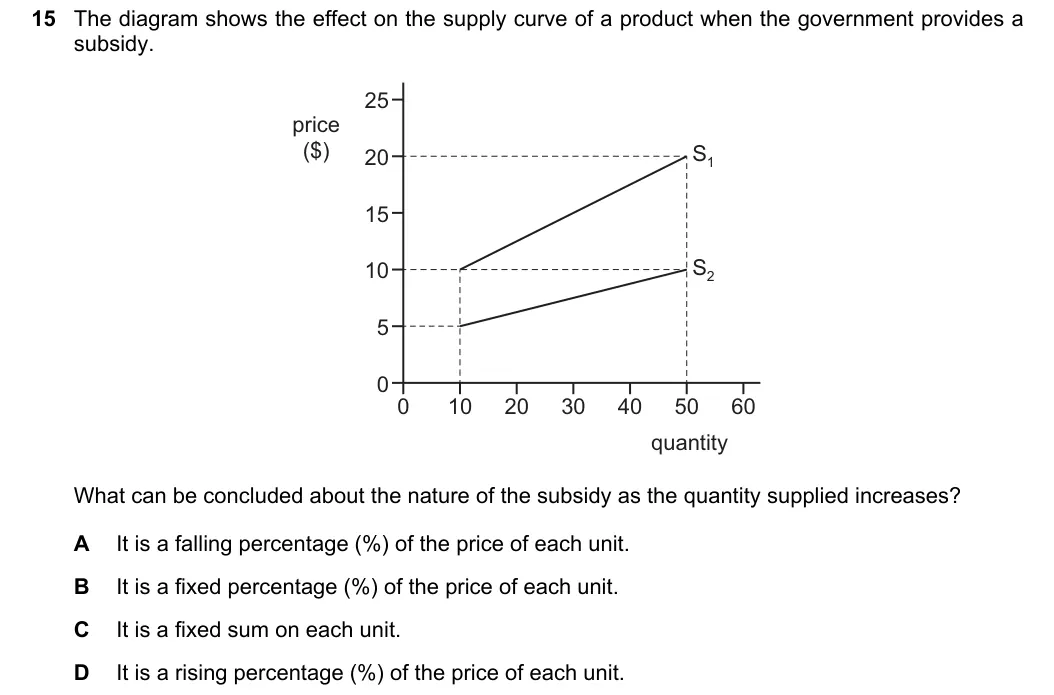 15 The diagram shows the effect on the supply curve of a product when the government provides a
subsidy.
25
price
($)
20
S₁
15
10
S₂
5
0
0 10 20 30 40 50 60
quantity
What can be concluded about the nature of the subsidy as the quantity supplied increases?
A It is a falling percentage (%) of the price of each unit.
B It is a fixed percentage (%) of the price of each unit.
C It is a fixed sum on each unit.
D It is a rising percentage (%) of the price of each unit.